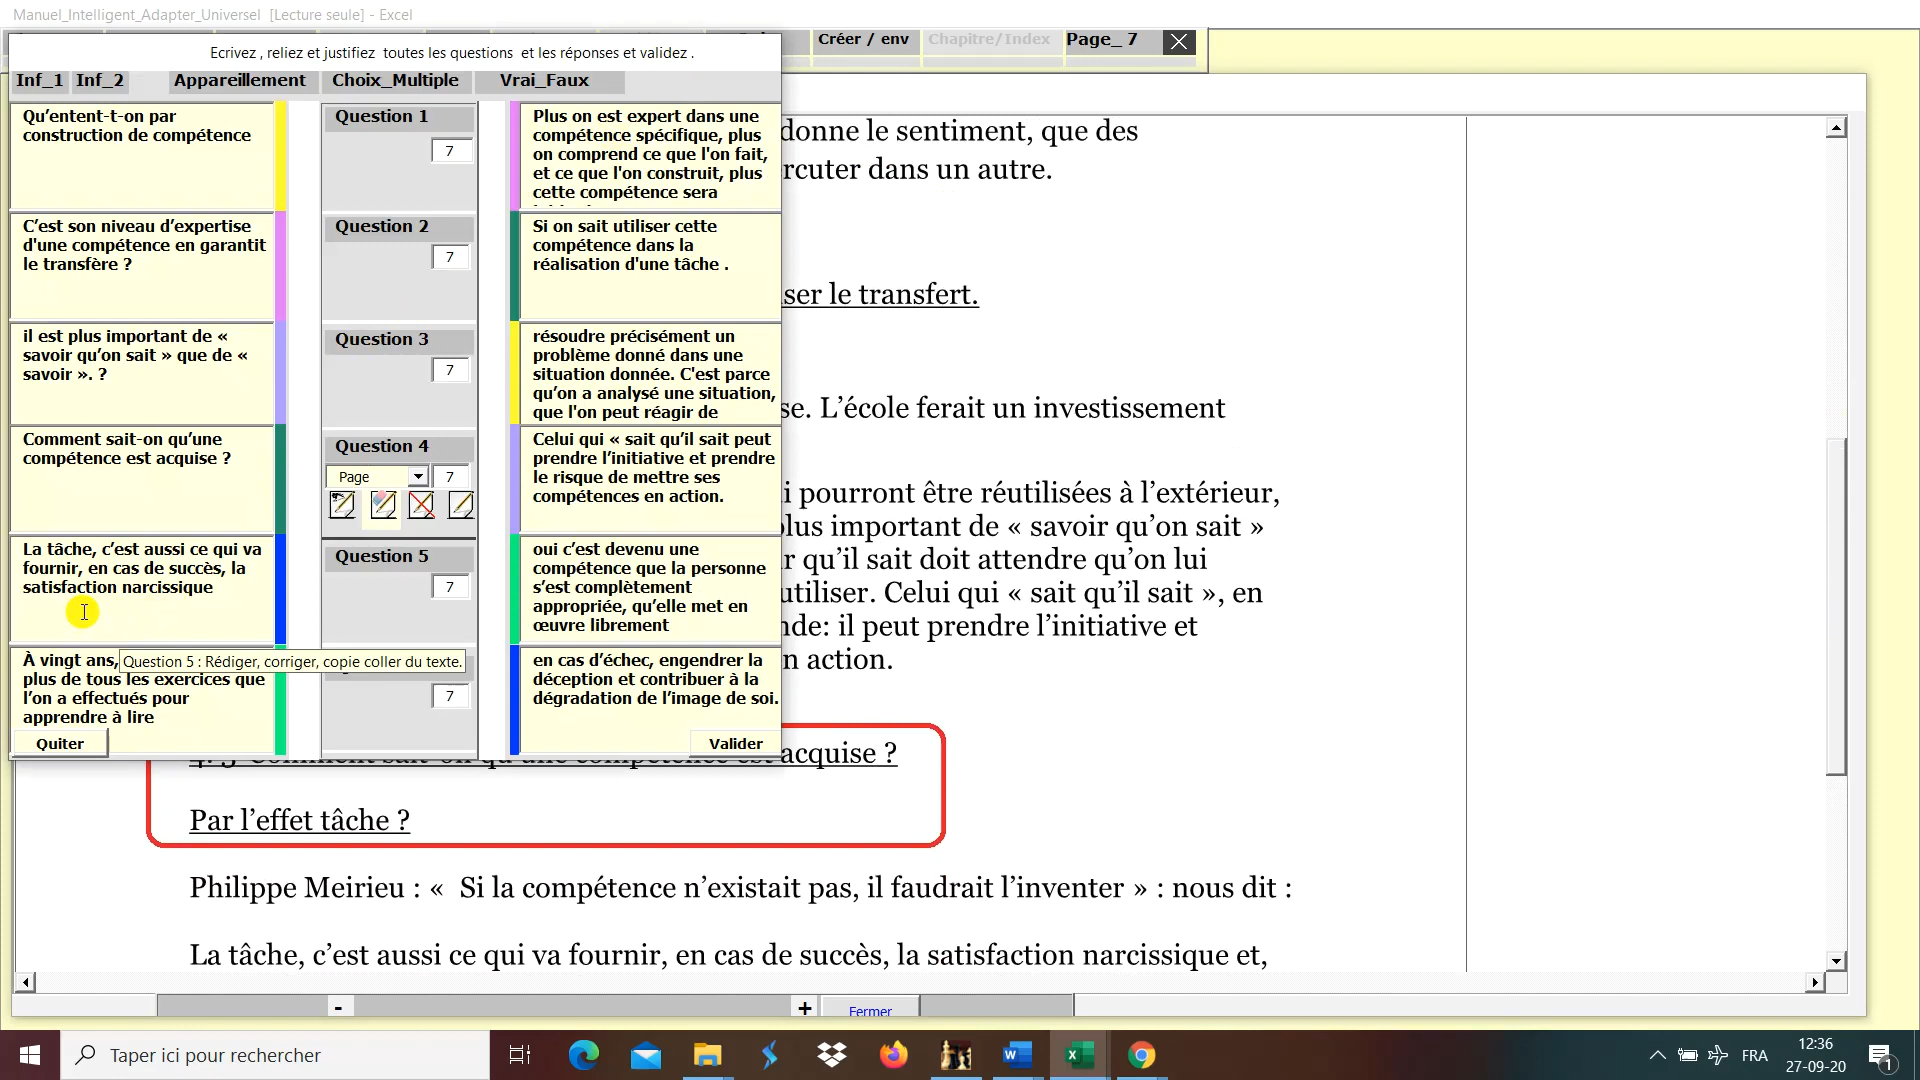 Manuel_Intelligent_Adapter_Universel [Lecture seule] - Excel
Ecrivez , reliez et justifiez toutes les questions et les réponses et validez .
Créer / env
Chapitre/Index
Page_ 7
Inf_1
Inf_2
Appareillement
Choix_Multiple
Vrai_Faux
Qu’entent-t-on par
construction de compétence
Question 1
7
Plus on est expert dans une
compétence spécifique, plus
on comprend ce que l'on fait,
et ce que l'on construit, plus
cette compétence sera
C’est son niveau d’expertise
d'une compétence en garantit
le transfère ?
Question 2
7
Si on sait utiliser cette
compétence dans la
réalisation d'une tâche .
il est plus important de «
savoir qu’on sait » que de «
savoir ». ?
Question 3
7
résoudre précisément un
problème donné dans une
situation donnée. C'est parce
qu’on a analysé une situation,
que l'on peut réagir de
Comment sait-on qu’une
compétence est acquise ?
Question 4
Page
7
Celui qui « sait qu’il sait peut
prendre l’initiative et prendre
le risque de mettre ses
compétences en action.
La tâche, c’est aussi ce qui va
fournir, en cas de succès, la
satisfaction narcissique
Question 5
7
oui c’est devenu une
compétence que la personne
s’est complètement
appropriée, qu’elle met en
œuvre librement
À vingt ans,
plus de tous les exercices que
l’on a effectués pour
apprendre à lire
Question 5 : Rédiger, corriger, copie coller du texte.
7
en cas d’échec, engendrer la
déception et contribuer à la
dégradation de l’image de soi.
Quiter
Valider
donne le sentiment, que des
rcuter dans un autre.
ser le transfert.
se. L’école ferait un investissement
i pourront être réutilisées à l’extérieur,
plus important de « savoir qu’on sait »
r qu’il sait doit attendre qu’on lui
utiliser. Celui qui « sait qu’il sait », en
nde: il peut prendre l’initiative et
n action.
4. 5 Comment sait-on qu’une compétence est acquise ?
Par l’effet tâche ?
Philippe Meirieu : « Si la compétence n’existait pas, il faudrait l’inventer » : nous dit :
La tâche, c’est aussi ce qui va fournir, en cas de succès, la satisfaction narcissique et,
-
+
Fermer
Taper ici pour rechercher
FRA
12:36
27-09-20
1